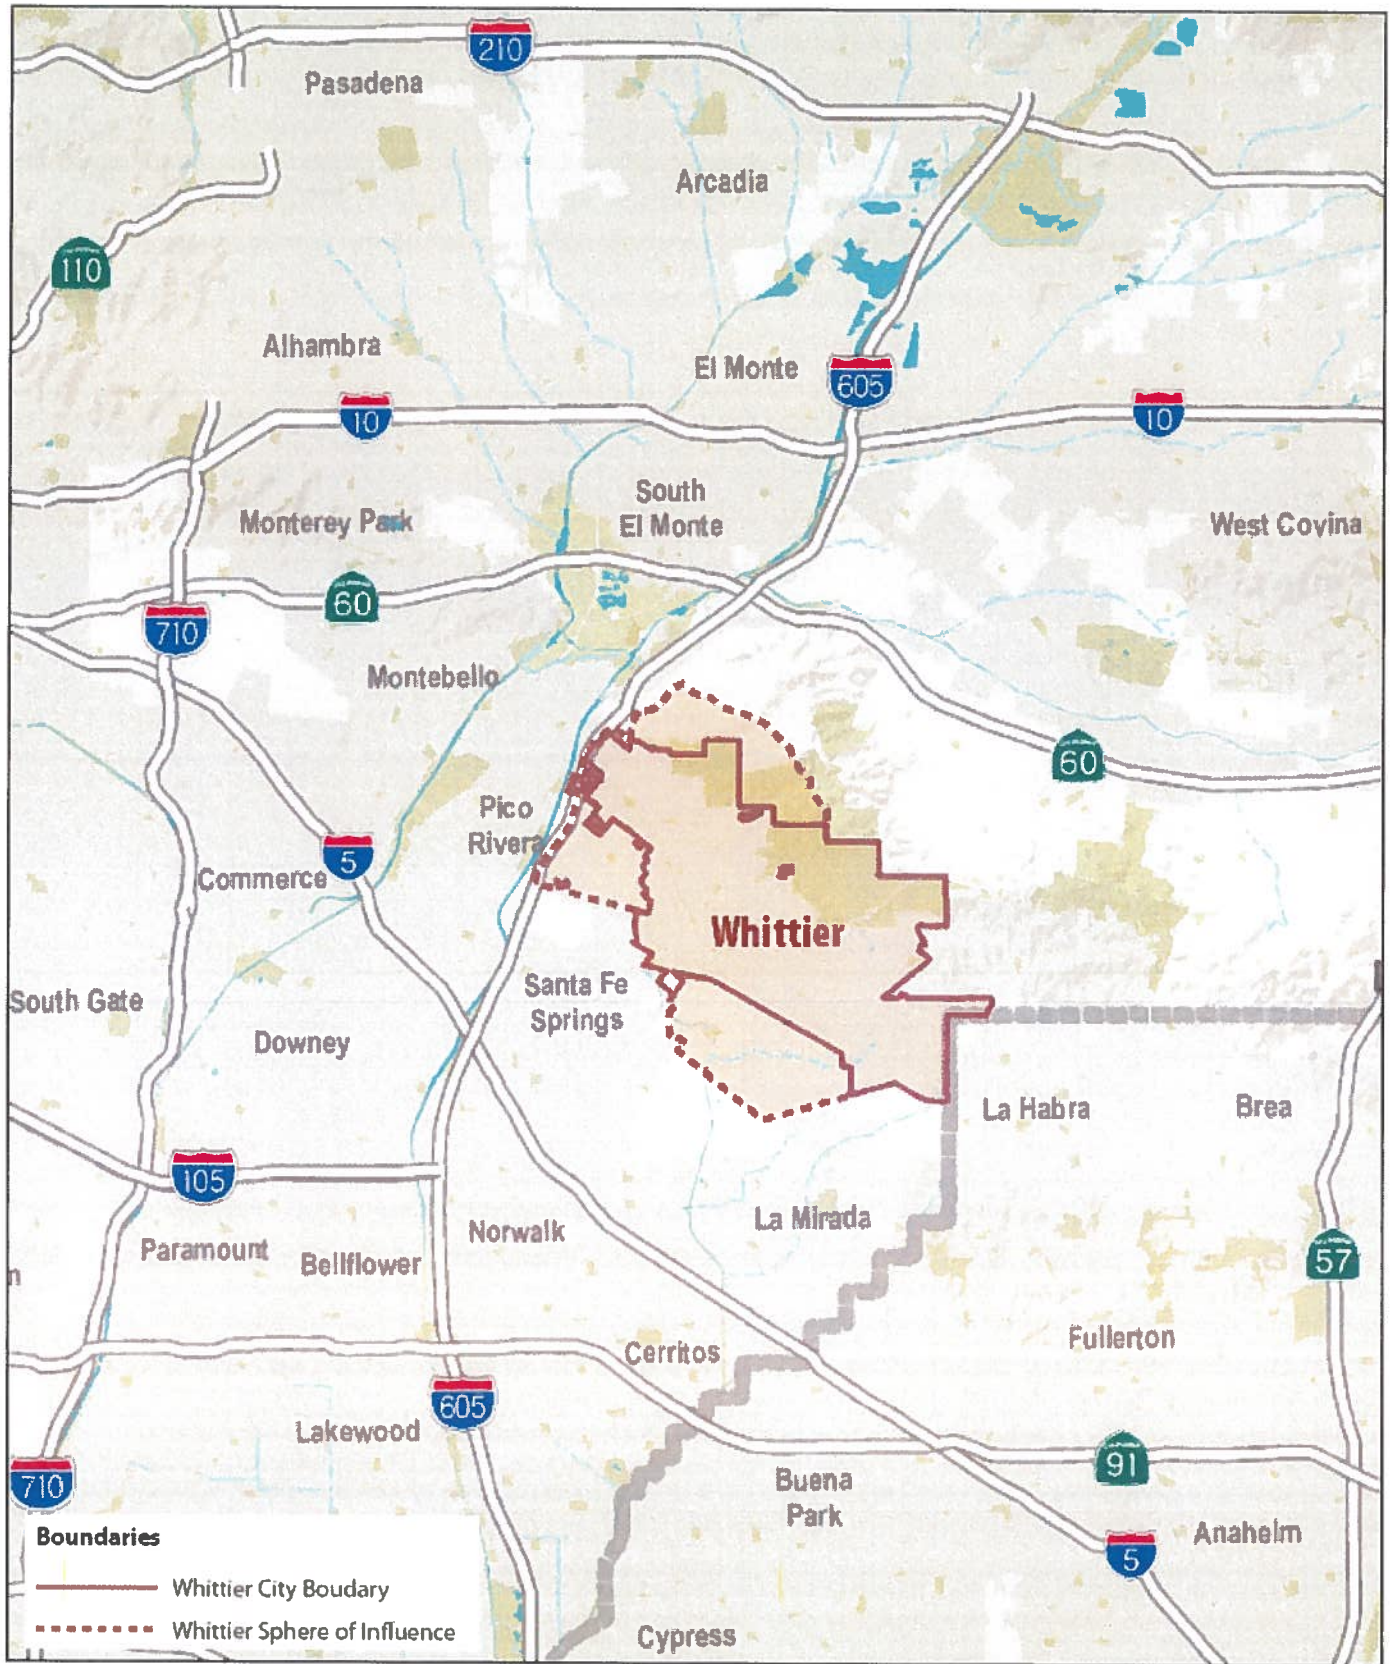 210
Pasadena
Arcadia
110
Alhambra
El Monte
605
10
10
South
El Monte
Monterey Park
West Covina
60
710
Montebello
60
Pico
Rivera
5
Commerce
Whittier
Santa Fe
Springs
South Gate
Downey
La Habra
Brea
105
La Mirada
Norwalk
Paramount
Bellflower
57
n
Fullerton
Cerritos
605
Lakewood
91
710
Buena
Park
Anaheim
5
Boundaries
Whittier City Boudary
Whittier Sphere of Influence
Cypress